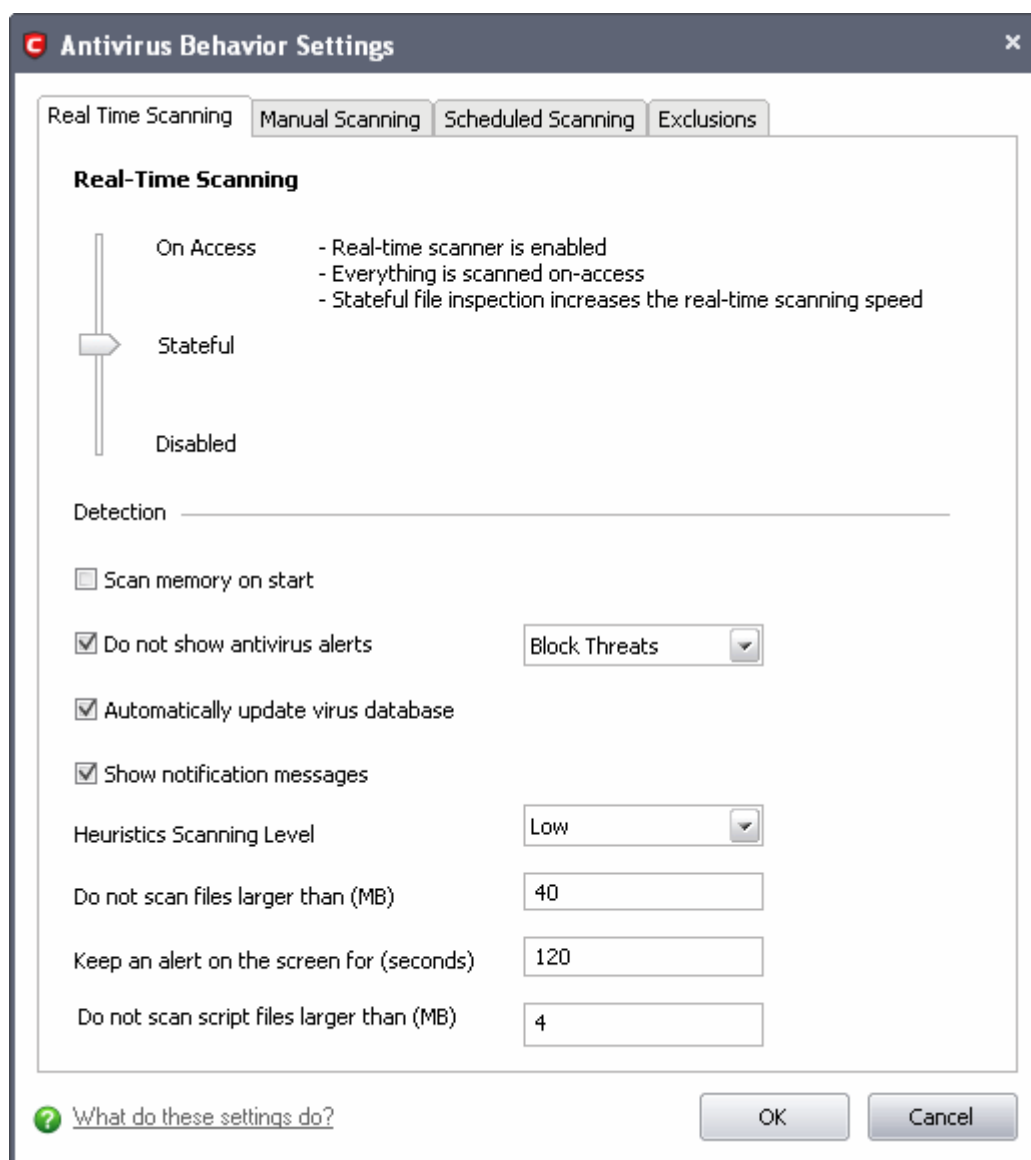 Antivirus Behavior Settings
Real Time Scanning
Manual Scanning
Scheduled Scanning
Exclusions
Real-Time Scanning
On Access
- Real-time scanner is enabled
- Everything is scanned on-access
- Stateful file inspection increases the real-time scanning speed
Stateful
Disabled
Detection
Scan memory on start
Do not show antivirus alerts
Block Threats
Automatically update virus database
Show notification messages
Heuristics Scanning Level
Low
Do not scan files larger than (MB)
40
Keep an alert on the screen for (seconds)
120
Do not scan script files larger than (MB)
4
What do these settings do?
OK
Cancel